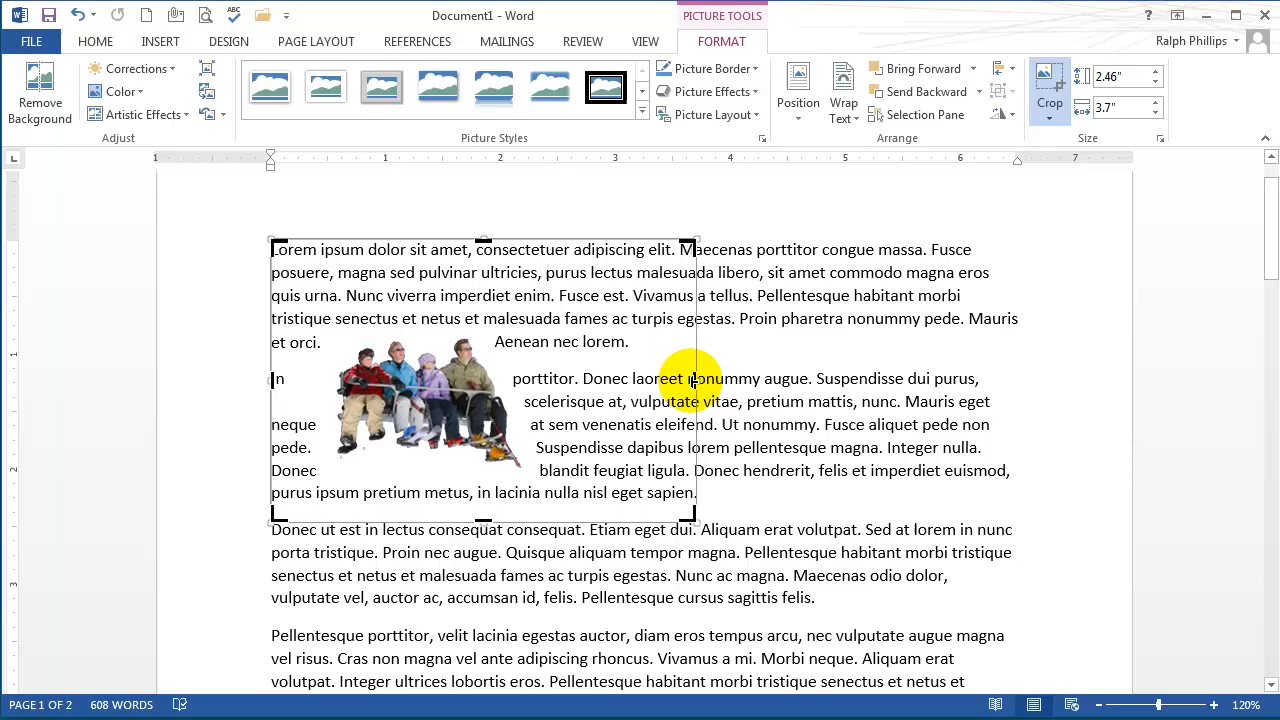 Document1 - Word
PICTURE TOOLS
FILE HOME INSERT DESIGN PAGE LAYOUT REFERENCES MAILINGS REVIEW VIEW FORMAT
Ralph Phillips
Remove Background
Corrections
Color
Artistic Effects
Adjust
Picture Styles
Picture Border
Picture Effects
Picture Layout
Position
Wrap Text
Bring Forward
Send Backward
Selection Pane
Arrange
Crop
2.46"
3.7"
Size
1 1 2 3 4 5 6 7
Lorem ipsum dolor sit amet, consectetuer adipiscing elit. Maecenas porttitor congue massa. Fusce
posuere, magna sed pulvinar ultricies, purus lectus malesuada libero, sit amet commodo magna eros
quis urna. Nunc viverra imperdiet enim. Fusce est. Vivamus a tellus. Pellentesque habitant morbi
tristique senectus et netus et malesuada fames ac turpis egestas. Proin pharetra nonummy pede. Mauris
et orci. Aenean nec lorem.
In porttitor. Donec laoreet nonummy augue. Suspendisse dui purus,
scelerisque at, vulputate vitae, pretium mattis, nunc. Mauris eget
neque at sem venenatis eleifend. Ut nonummy. Fusce aliquet pede non
pede. Suspendisse dapibus lorem pellentesque magna. Integer nulla.
Donec blandit feugiat ligula. Donec hendrerit, felis et imperdiet euismod,
purus ipsum pretium metus, in lacinia nulla nisl eget sapien.
Donec ut est in lectus consequat consequat. Etiam eget dui. Aliquam erat volutpat. Sed at lorem in nunc
porta tristique. Proin nec augue. Quisque aliquam tempor magna. Pellentesque habitant morbi tristique
senectus et netus et malesuada fames ac turpis egestas. Nunc ac magna. Maecenas odio dolor,
vulputate vel, auctor ac, accumsan id, felis. Pellentesque cursus sagittis felis.
Pellentesque porttitor, velit lacinia egestas auctor, diam eros tempus arcu, nec vulputate augue magna
vel risus. Cras non magna vel ante adipiscing rhoncus. Vivamus a mi. Morbi neque. Aliquam erat
volutpat. Integer ultrices lobortis eros. Pellentesque habitant morbi tristique senectus et netus et
1
2
3
PAGE 1 OF 2 608 WORDS 120%